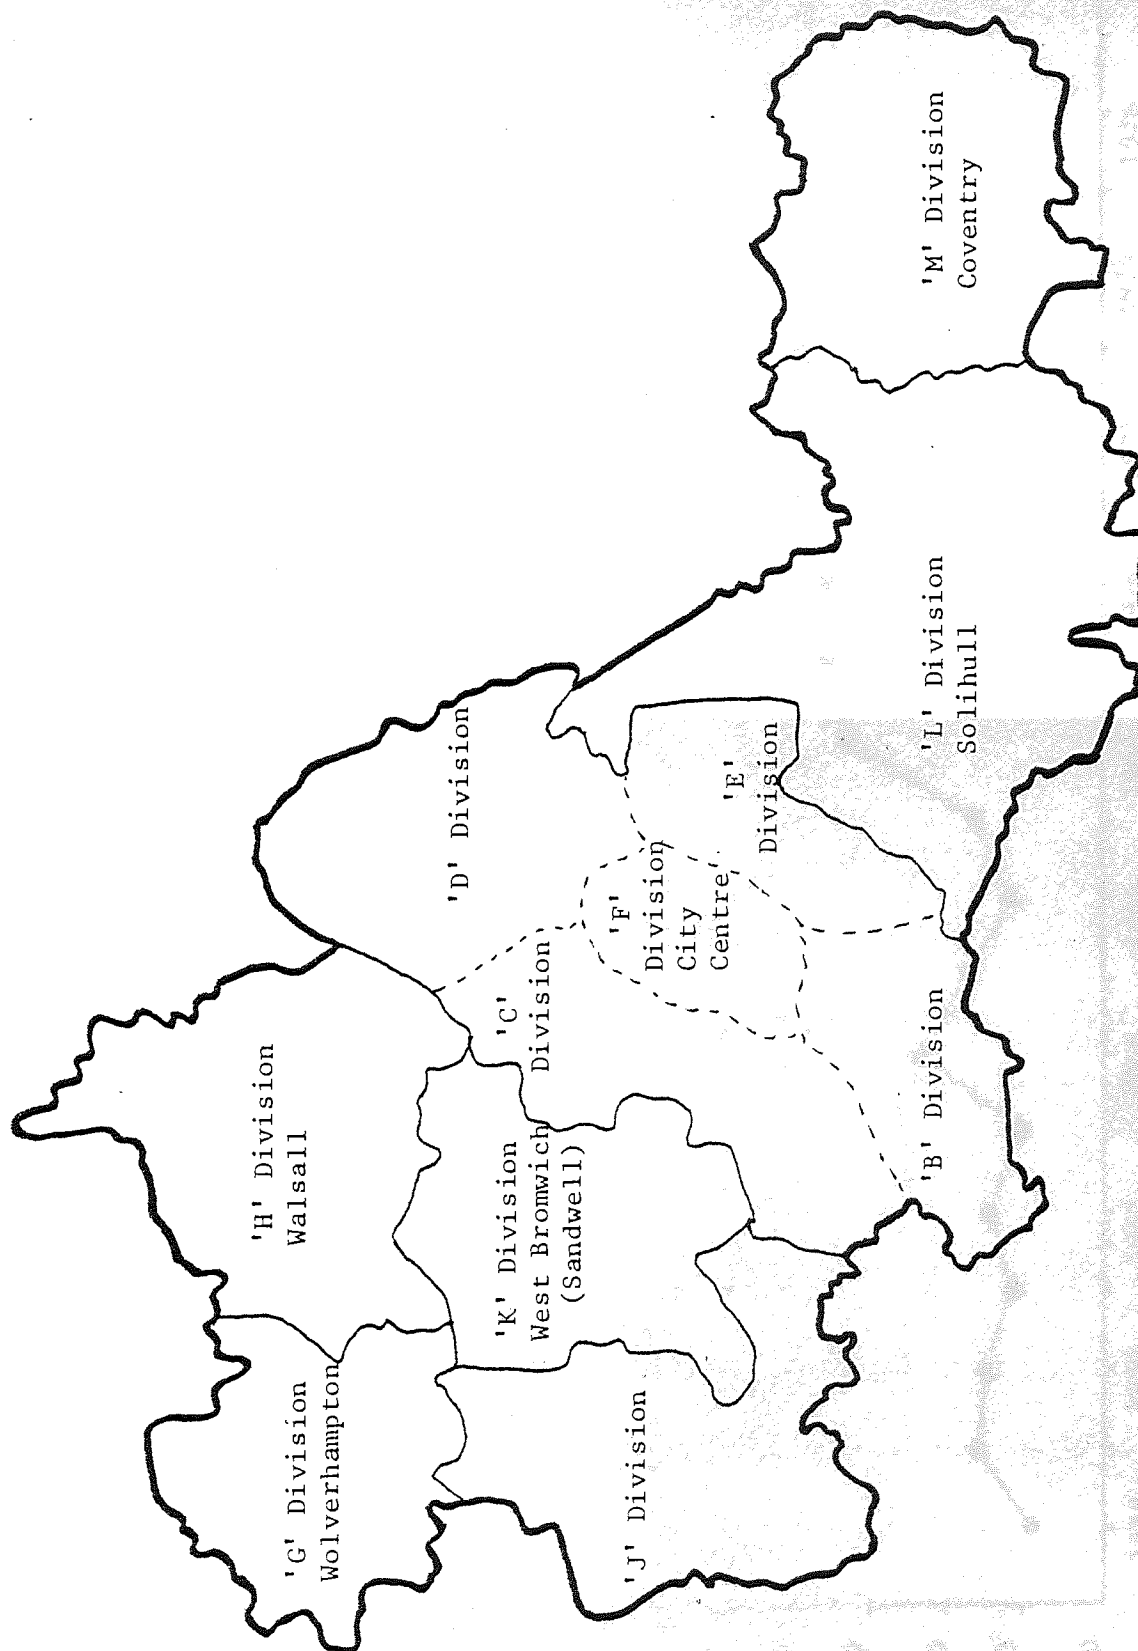 'G' Division
Wolverhampton
'H' Division
Walsall
'J' Division
'K' Division
West Bromwich
(Sandwell)
'C'
Division
'D' Division
'F'
Division
City
Centre
'E'
Division
'B' Division
'L' Division
Solihull
'M' Division
Coventry